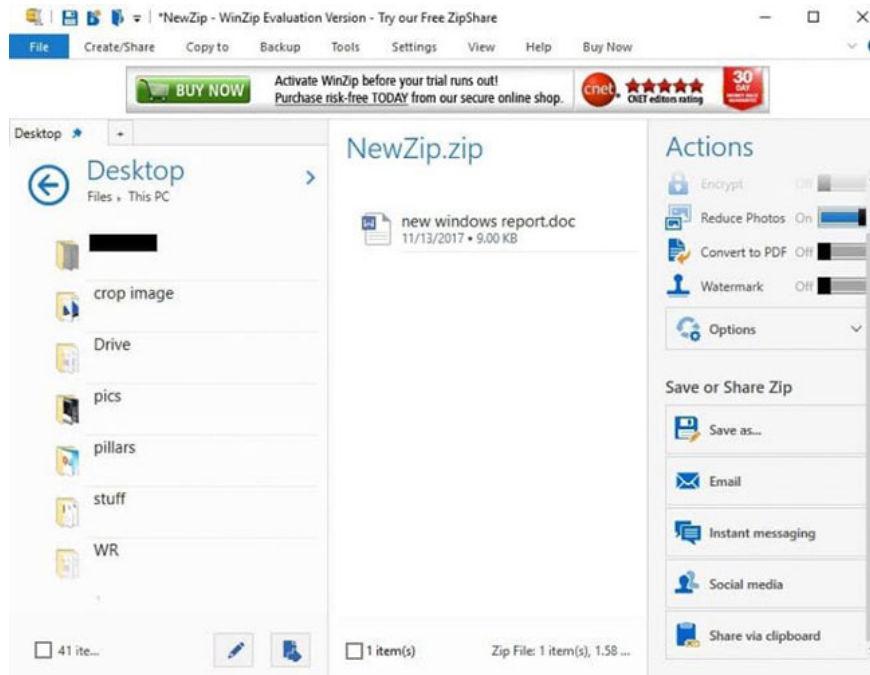 *NewZip - WinZip Evaluation Version - Try our Free ZipShare
File Create/Share Copy to Backup Tools Settings View Help Buy Now
BUY NOW
Activate WinZip before your trial runs out!
Purchase risk-free TODAY from our secure online shop.
cnet
CNET editors rating
30
DAY
Desktop +
Desktop
Files › This PC
crop image
Drive
pics
pillars
stuff
WR
41 ite...
NewZip.zip
new windows report.doc
11/13/2017 • 9.00 KB
1 item(s) Zip File: 1 item(s), 1.58 ...
Actions
Encrypt Off
Reduce Photos On
Convert to PDF Off
Watermark Off
Options
Save or Share Zip
Save as...
Email
Instant messaging
Social media
Share via clipboard